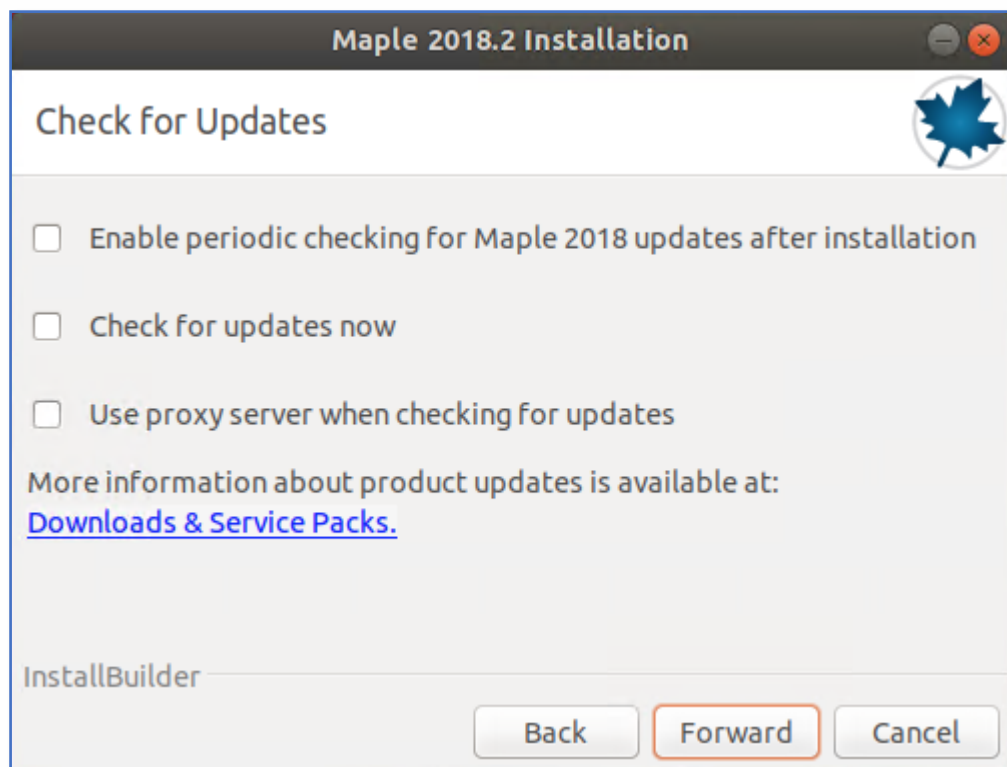 Maple 2018.2 Installation
Check for Updates
Enable periodic checking for Maple 2018 updates after installation
Check for updates now
Use proxy server when checking for updates
More information about product updates is available at:
Downloads & Service Packs.
InstallBuilder
Back Forward Cancel